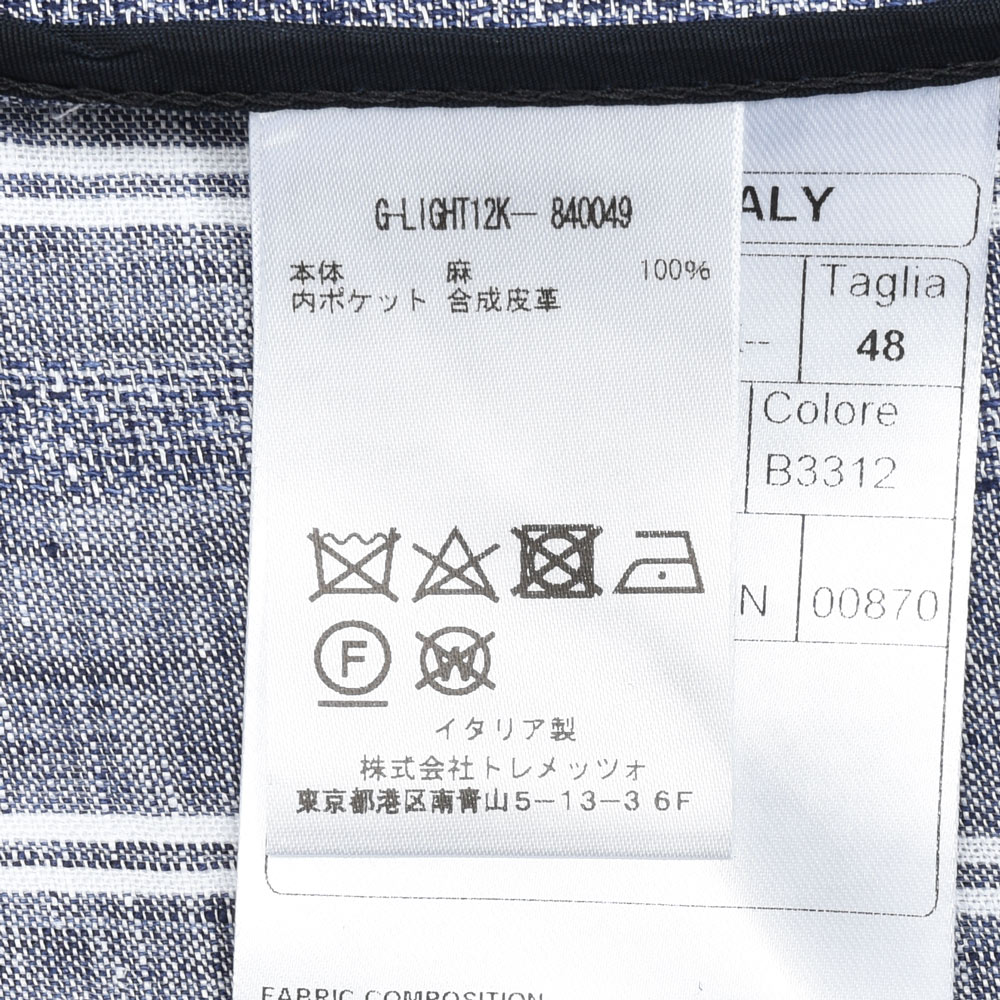 G-LIGHT12K— 840049
本体 麻 100%
内ポケット 合成皮革
F
W
イタリア製
株式会社トレメッツォ
東京都港区南青山5-13-3 6F
ALY
Taglia
--
48
Colore
B3312
N
00870
FABRIC COMPOSITION